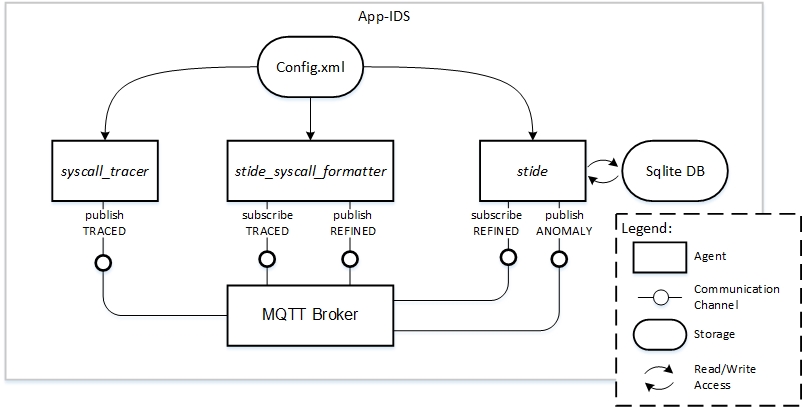 App-IDS
Config.xml
syscall_tracer
stide_syscall_formatter
stide
Sqlite DB
publish
TRACED
subscribe
TRACED
publish
REFINED
subscribe
REFINED
publish
ANOMALY
MQTT Broker
Legend:
Agent
Communication
Channel
Storage
Read/Write
Access